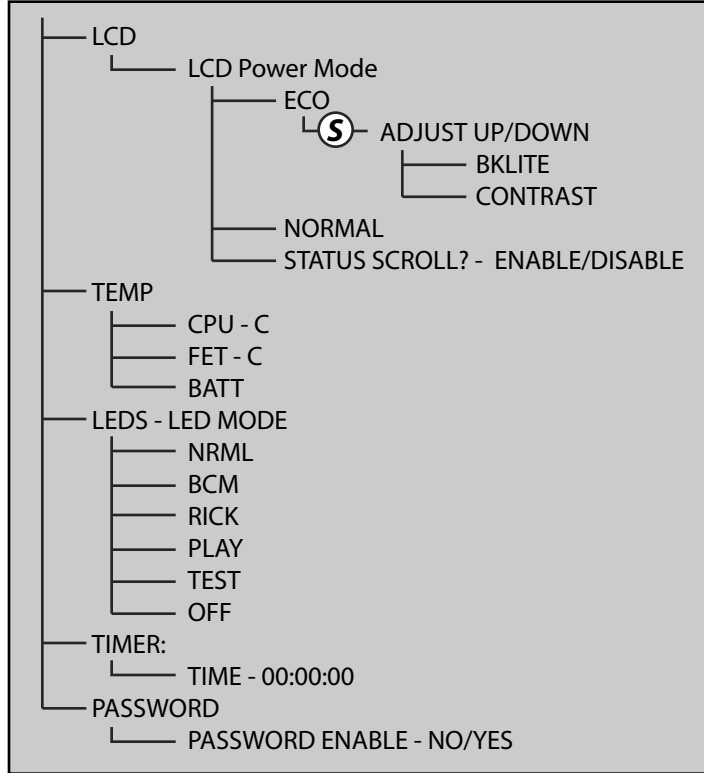 LCD
LCD Power Mode
ECO
S ADJUST UP/DOWN
BKLITE
CONTRAST
NORMAL
STATUS SCROLL? - ENABLE/DISABLE
TEMP
CPU - C
FET - C
BATT
LEDS - LED MODE
NRML
BCM
RICK
PLAY
TEST
OFF
TIMER:
TIME - 00:00:00
PASSWORD
PASSWORD ENABLE - NO/YES